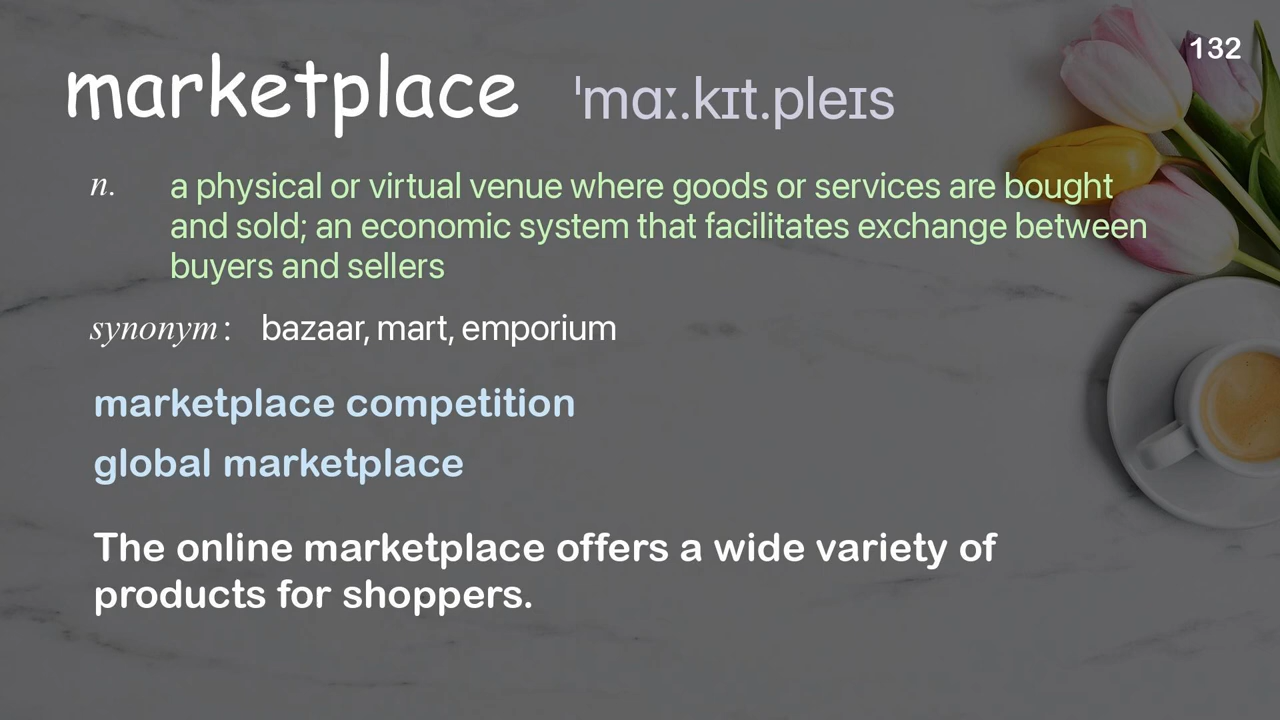 132
marketplace ˈmɑː.kɪt.pleɪs
n. a physical or virtual venue where goods or services are bought
and sold; an economic system that facilitates exchange between
buyers and sellers
synonym: bazaar, mart, emporium
marketplace competition
global marketplace
The online marketplace offers a wide variety of
products for shoppers.